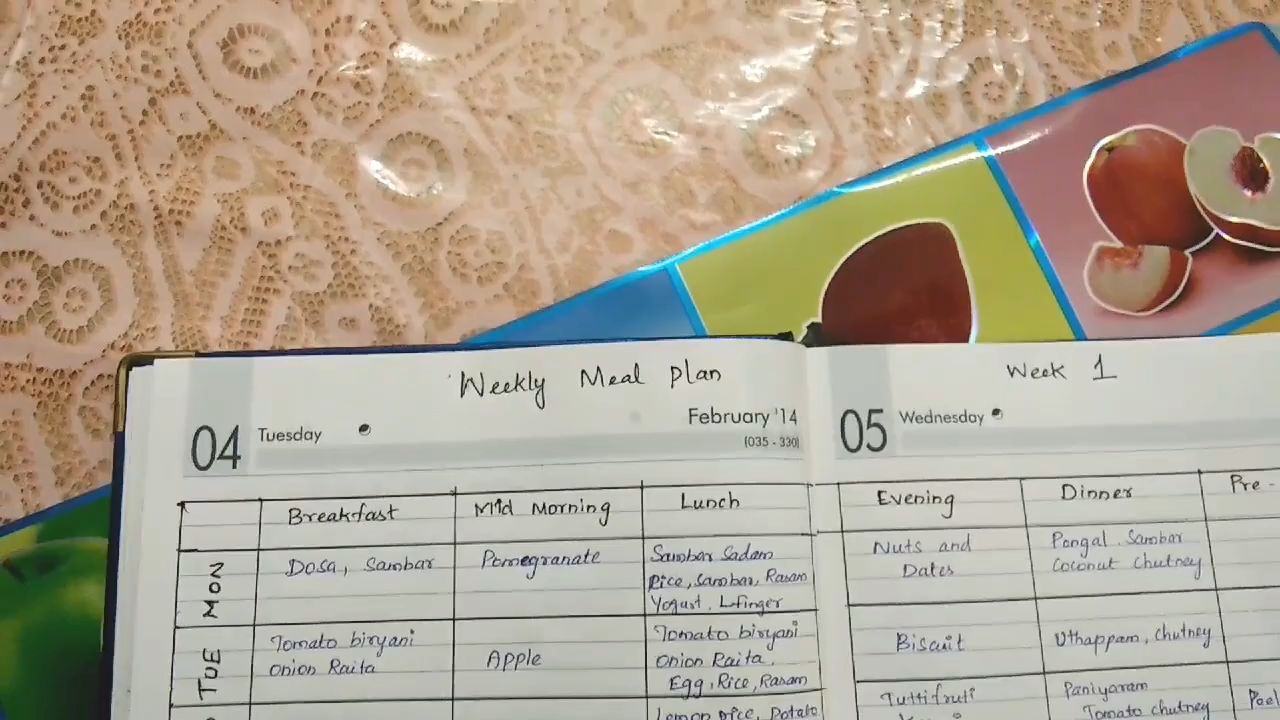 Weekly Meal plan
Week 1
04 Tuesday
February '14
(035 - 330)
05 Wednesday
Breakfast
Mid Morning
Lunch
Evening
Dinner
Pre -
MON
Dosa, Sambar
Pomegranate
Sambar Sadam
Rice, Sambar, Rasam
Yogurt, L.finger
Nuts and
Dates
Pongal. Sambar
Coconut chutney
TUE
Tomato biryani
Onion Raita
Apple
Tomato biryani
Onion Raita,
Egg, Rice, Rasam
Biscuit
Uthappam, chutney
Lemon rice, Potato
Tuttifruti
Paniyaram
Tomato chutney